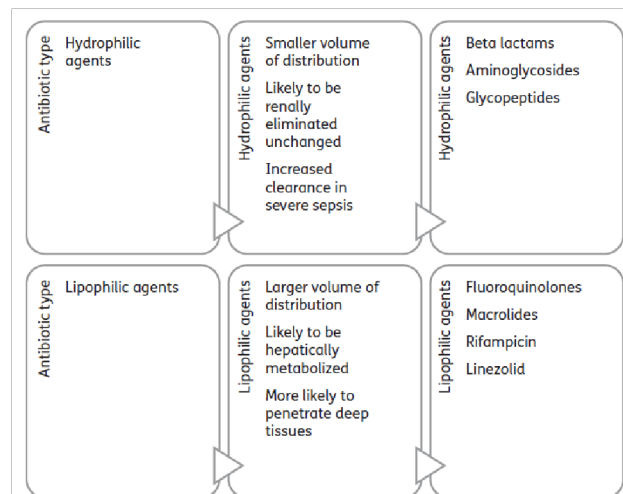 Antibiotic type
Hydrophilic
agents
Hydrophilic agents
Smaller volume
of distribution
Likely to be
renally
eliminated
unchanged
Increased
clearance in
severe sepsis
Hydrophilic agents
Beta lactams
Aminoglycosides
Glycopeptides
Antibiotic type
Lipophilic agents
Lipophilic agents
Larger volume of
distribution
Likely to be
hepatically
metabolized
More likely to
penetrate deep
tissues
Lipophilic agents
Fluoroquinolones
Macrolides
Rifampicin
Linezolid